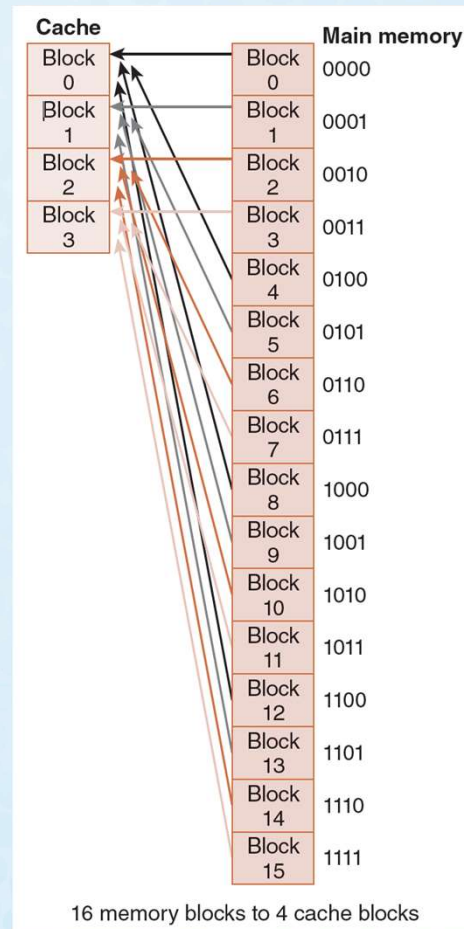 Cache
Block
0
Block
1
Block
2
Block
3
Main memory
Block
0
0000
Block
1
0001
Block
2
0010
Block
3
0011
Block
4
0100
Block
5
0101
Block
6
0110
Block
7
0111
Block
8
1000
Block
9
1001
Block
10
1010
Block
11
1011
Block
12
1100
Block
13
1101
Block
14
1110
Block
15
1111
16 memory blocks to 4 cache blocks